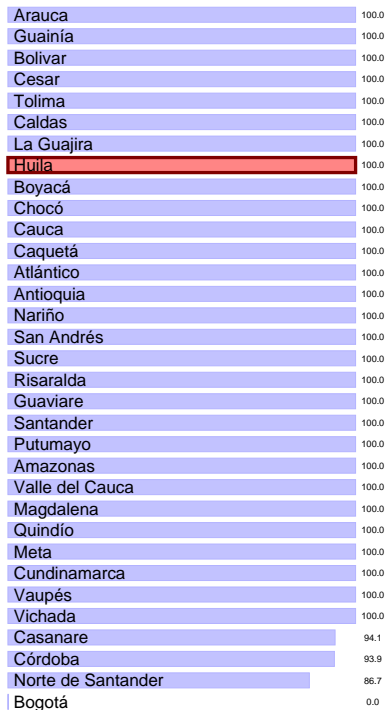 Arauca 100.0
Guainía 100.0
Bolivar 100.0
Cesar 100.0
Tolima 100.0
Caldas 100.0
La Guajira 100.0
Huila 100.0
Boyacá 100.0
Chocó 100.0
Cauca 100.0
Caquetá 100.0
Atlántico 100.0
Antioquia 100.0
Nariño 100.0
San Andrés 100.0
Sucre 100.0
Risaralda 100.0
Guaviare 100.0
Santander 100.0
Putumayo 100.0
Amazonas 100.0
Valle del Cauca 100.0
Magdalena 100.0
Quindío 100.0
Meta 100.0
Cundinamarca 100.0
Vaupés 100.0
Vichada 100.0
Casanare 94.1
Córdoba 93.9
Norte de Santander 86.7
Bogotá 0.0